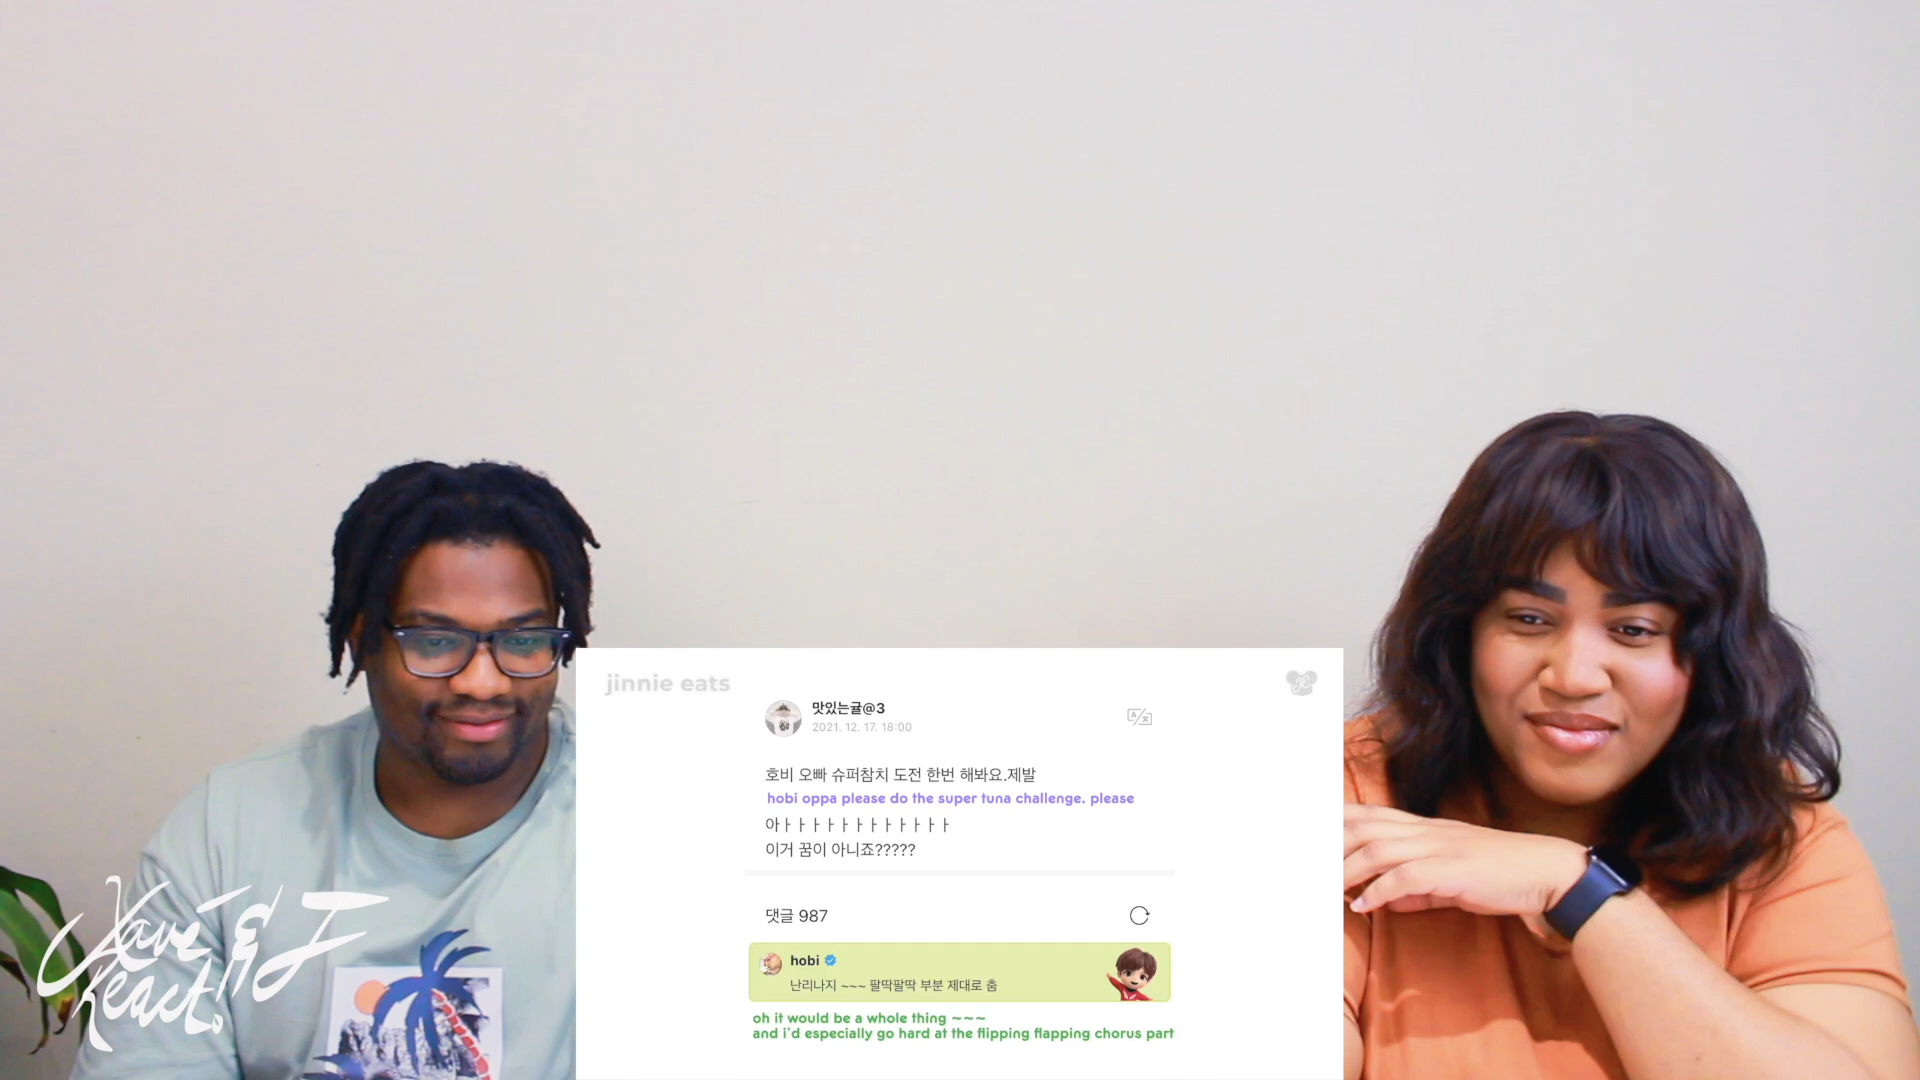 jinnie eats
맛있는귤@3
2021. 12. 17. 18:00
호비 오빠 슈퍼참치 도전 한번 해봐요.제발
hobi oppa please do the super tuna challenge. please
아ㅏㅏㅏㅏㅏㅏㅏㅏㅏㅏㅏㅏ
이거 꿈이 아니죠?????
댓글 987
hobi
난리나지 ~~~ 팔딱팔딱 부분 제대로 춤
oh it would be a whole thing ~~~
and i'd especially go hard at the flipping flapping chorus part
Xave & J
React!